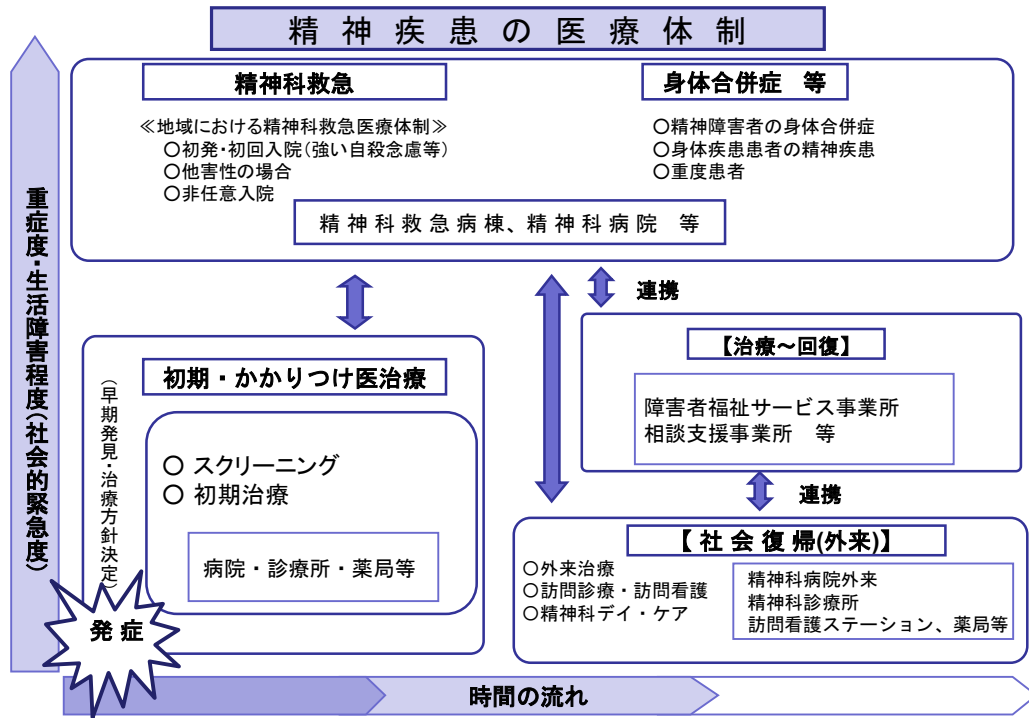 精神疾患の医療体制
重症度・生活障害程度(社会的緊急度)
精神科救急
≪地域における精神科救急医療体制≫
○初発・初回入院(強い自殺念慮等)
○他害性の場合
○非任意入院
身体合併症　等
○精神障害者の身体合併症
○身体疾患患者の精神疾患
○重度患者
精神科救急病棟、精神科病院　等
連携
初期・かかりつけ医治療
(早期発見・治療方針決定)
○ スクリーニング
○ 初期治療
病院・診療所・薬局等
発症
【治療～回復】
障害者福祉サービス事業所
相談支援事業所　等
連携
【社会復帰(外来)】
○外来治療
○訪問診療・訪問看護
○精神科デイ・ケア
精神科病院外来
精神科診療所
訪問看護ステーション、薬局等
時間の流れ